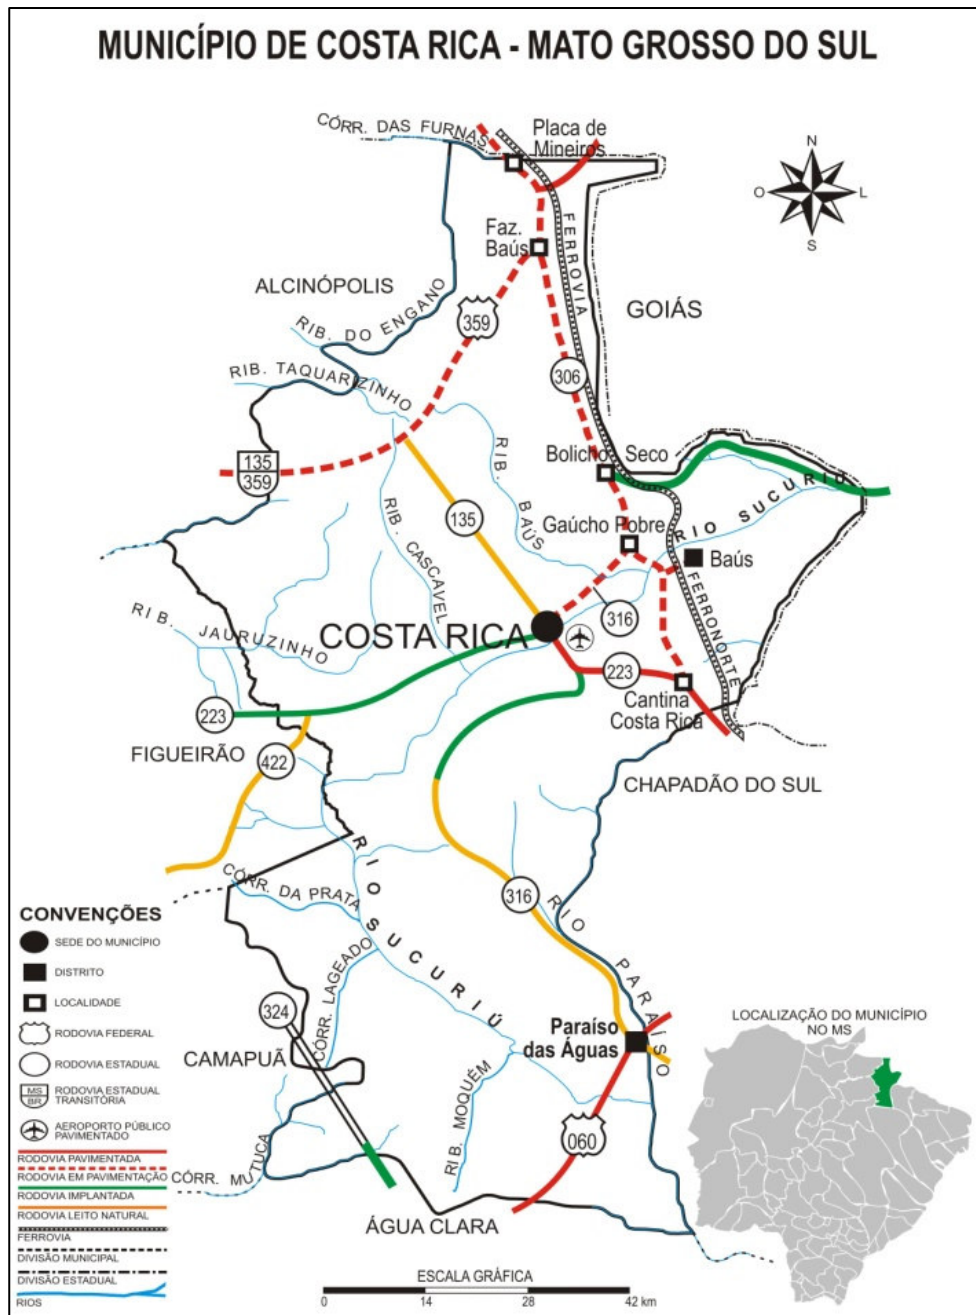 MUNICÍPIO DE COSTA RICA - MATO GROSSO DO SUL
CÓRR. DAS FURNAS
Placa de
Mineiros
N
O
L
S
FERROVIA
Faz.
Baús
ALCINÓPOLIS
GOIÁS
RIB. DO ENGANO
359
RIB. TAQUARIZINHO
306
135
359
RIB. BAÚS
Bolicho Seco
RIO SUCURIÚ
135
Gaúcho Pobre
RIB. CASCAVEL
Baús
FERRONORTE
RIB. JAURUZINHO
COSTA RICA
316
223
223
Cantina
Costa Rica
FIGUEIRÃO
422
CHAPADÃO DO SUL
RIO SUCURIÚ
CÓRR. DA PRATA
316
RIO PARAÍSO
CONVENÇÕES
SEDE DO MUNICÍPIO
DISTRITO
LOCALIDADE
RODOVIA FEDERAL
RODOVIA ESTADUAL
MS
BR
RODOVIA ESTADUAL
TRANSITÓRIA
AEROPORTO PÚBLICO
PAVIMENTADO
RODOVIA PAVIMENTADA
RODOVIA EM PAVIMENTAÇÃO
RODOVIA IMPLANTADA
RODOVIA LEITO NATURAL
FERROVIA
DIVISÃO MUNICIPAL
DIVISÃO ESTADUAL
RIOS
324
CÓRR. LAGEADO
CAMAPUÃ
Paraíso
das Águas
RIB. MOQUÉM
060
CÓRR. MUTUCA
ÁGUA CLARA
LOCALIZAÇÃO DO MUNICÍPIO
NO MS
ESCALA GRÁFICA
0 14 28 42 km